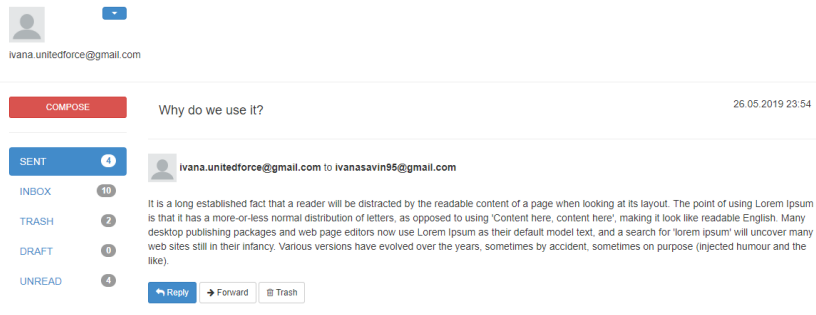 ivana.unitedforce@gmail.com
COMPOSE
Why do we use it?
26.05.2019 23:54
SENT 4
INBOX 10
TRASH 2
DRAFT 0
UNREAD 4
ivana.unitedforce@gmail.com to ivanasavin95@gmail.com
It is a long established fact that a reader will be distracted by the readable content of a page when looking at its layout. The point of using Lorem Ipsum
is that it has a more-or-less normal distribution of letters, as opposed to using 'Content here, content here', making it look like readable English. Many
desktop publishing packages and web page editors now use Lorem Ipsum as their default model text, and a search for 'lorem ipsum' will uncover many
web sites still in their infancy. Various versions have evolved over the years, sometimes by accident, sometimes on purpose (injected humour and the
like).
Reply Forward Trash